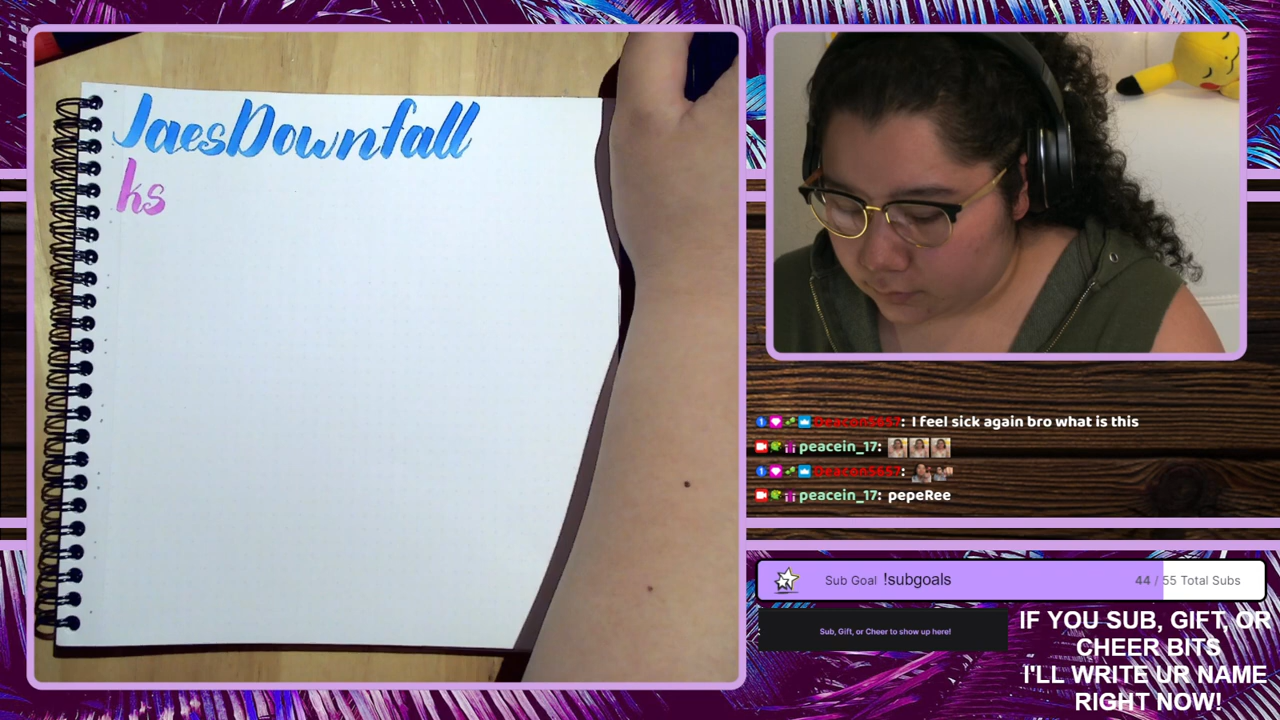 JaesDownfall
ks
Deacon5657: I feel sick again bro what is this
peacein_17:
Deacon5657:
peacein_17: pepeRee
Sub Goal !subgoals
44 / 55 Total Subs
Sub, Gift, or Cheer to show up here!
IF YOU SUB, GIFT, OR
CHEER BITS
I'LL WRITE UR NAME
RIGHT NOW!